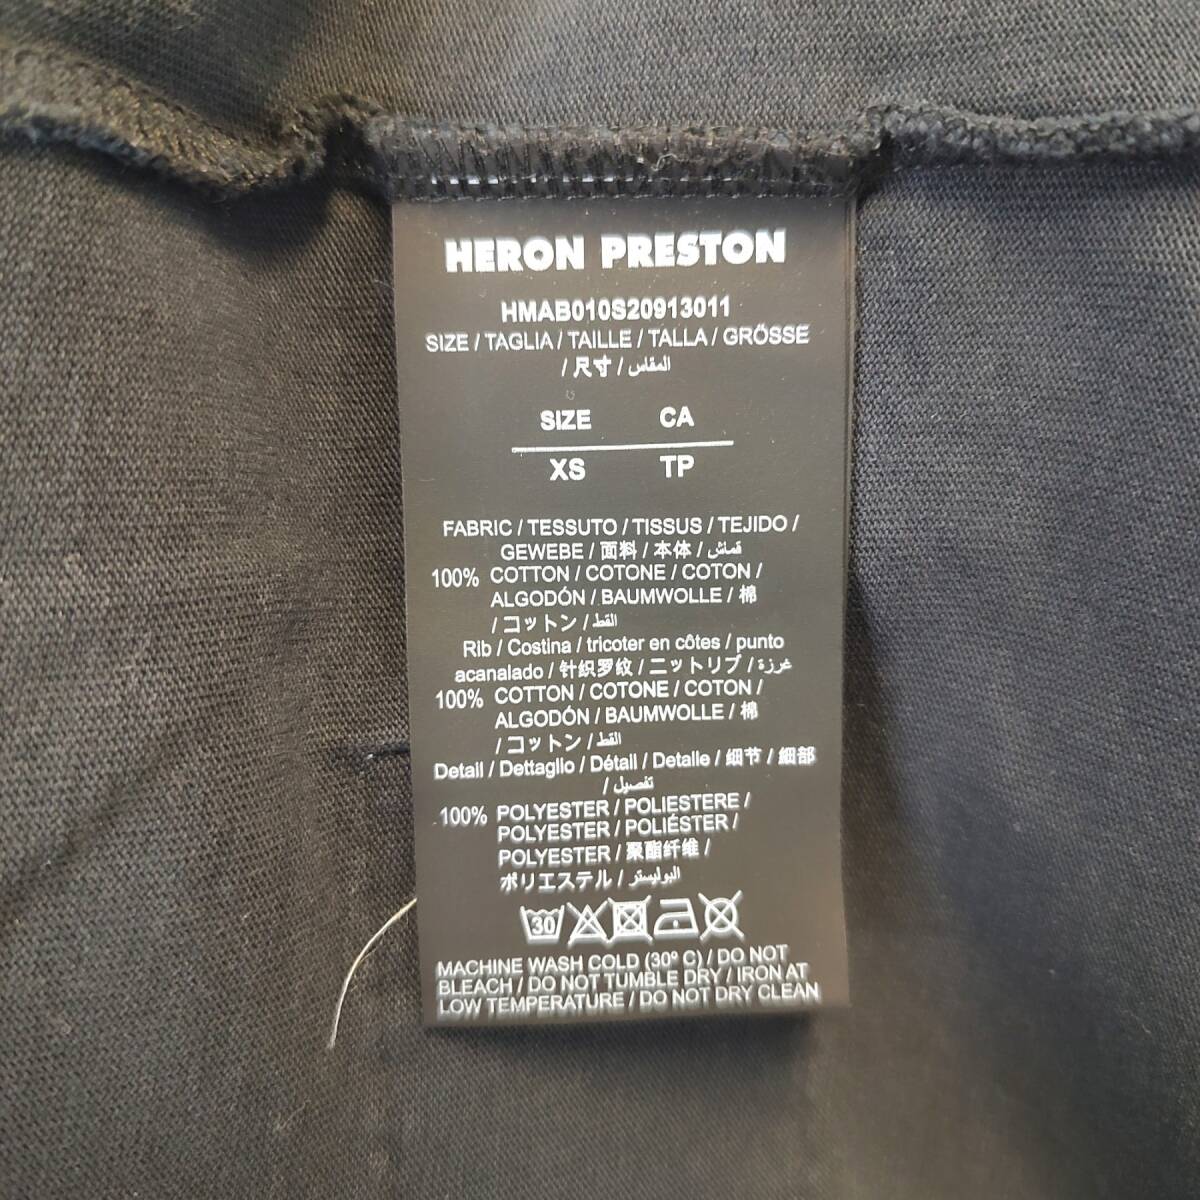 HERON PRESTON
HMAB010S20913011
SIZE / TAGLIA / TAILLE / TALLA / GRÖSSE
/ 尺寸 / المقاس
SIZE CA
XS TP
FABRIC / TESSUTO / TISSUS / TEJIDO /
GEWEBE / 面料 / 本体 / قماش
100% COTTON / COTONE / COTON /
ALGODÓN / BAUMWOLLE / 棉
/ コットン / القط
Rib / Costina / tricoter en côtes / punto
acanalado / 针织罗纹 / ニットリブ / غرزة
100% COTTON / COTONE / COTON /
ALGODÓN / BAUMWOLLE / 棉
/ コットン / القط
Detail / Dettaglio / Détail / Detalle / 细节 / 細部
/ تفصيل
100% POLYESTER / POLIESTERE /
POLYESTER / POLIÉSTER /
POLYESTER / 聚酯纤维 /
ポリエステル / البوليستر
30
MACHINE WASH COLD (30º C) / DO NOT
BLEACH / DO NOT TUMBLE DRY / IRON AT
LOW TEMPERATURE / DO NOT DRY CLEAN